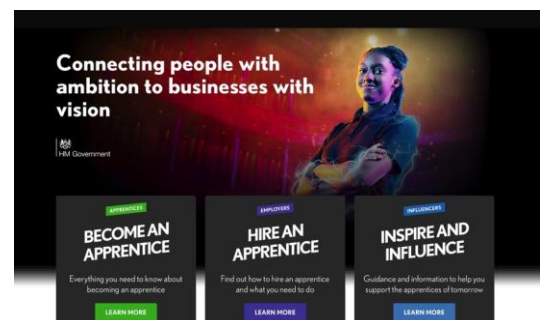 Connecting people with
ambition to businesses with
vision
HM Government
APPRENTICES
BECOME AN
APPRENTICE
Everything you need to know about
becoming an apprentice
LEARN MORE
EMPLOYERS
HIRE AN
APPRENTICE
Find out how to hire an apprentice
and what you need to do
LEARN MORE
INFLUENCERS
INSPIRE AND
INFLUENCE
Guidance and information to help you
support the apprentices of tomorrow
LEARN MORE